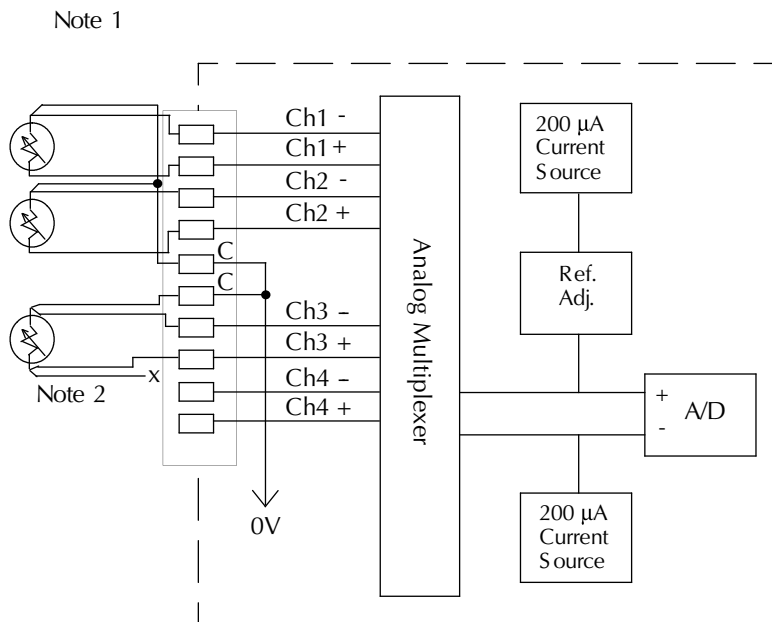 Note 1
Ch1 -
Ch1 +
Ch2 -
Ch2 +
C
C
Ch3 –
Ch3 +
Ch4 –
Ch4 +
0V
Note 2
x
Analog Multiplexer
200 µA
Current
Source
Ref.
Adj.
+
-
A/D
200 µA
Current
Source